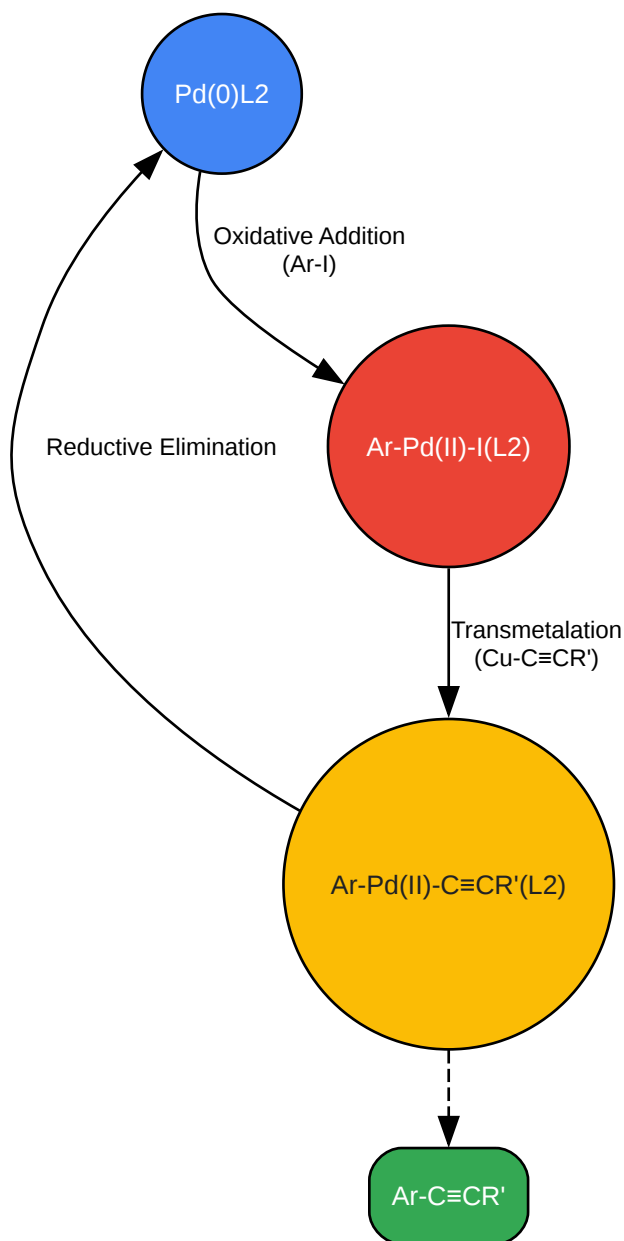 Pd(0)L2
Oxidative Addition
(Ar-I)
Ar-Pd(II)-I(L2)
Reductive Elimination
Transmetalation
(Cu-C≡CR')
Ar-Pd(II)-C≡CR'(L2)
Ar-C≡CR'